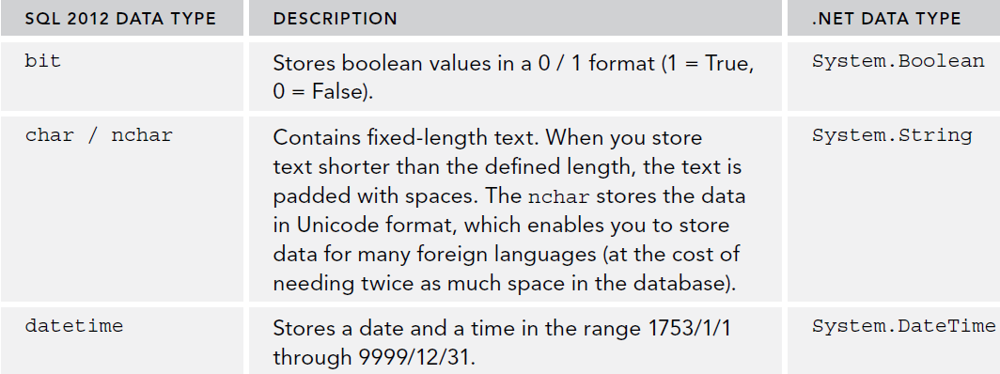 SQL 2012 DATA TYPE DESCRIPTION .NET DATA TYPE
bit Stores boolean values in a 0 / 1 format (1 = True, System.Boolean
0 = False).
char / nchar Contains fixed-length text. When you store System.String
text shorter than the defined length, the text is
padded with spaces. The nchar stores the data
in Unicode format, which enables you to store
data for many foreign languages (at the cost of
needing twice as much space in the database).
datetime Stores a date and a time in the range 1753/1/1 System.DateTime
through 9999/12/31.